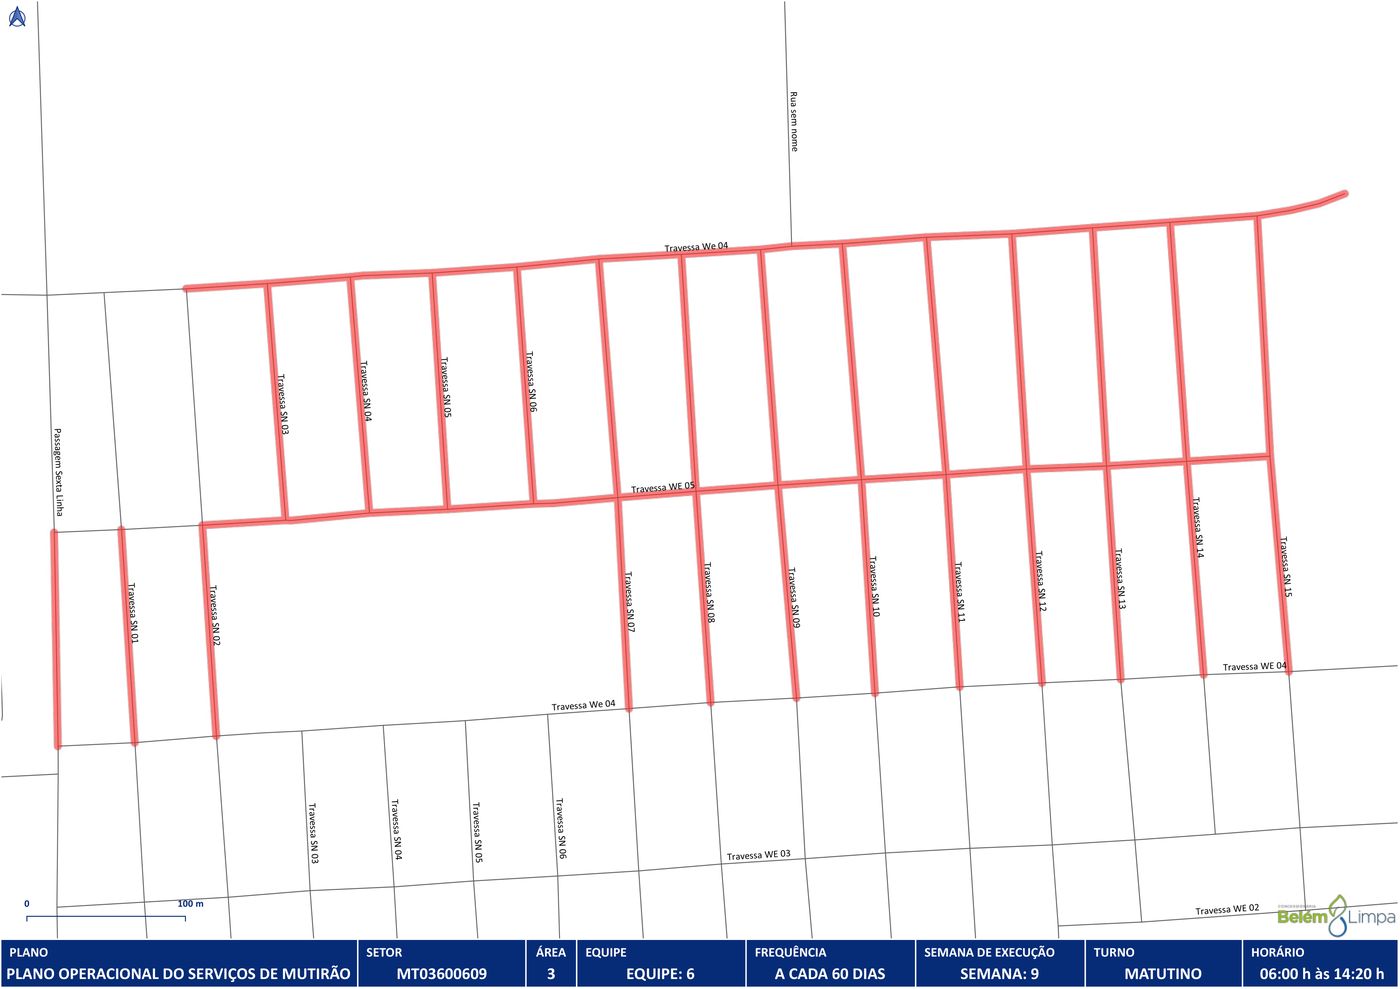 Rua sem nome
Travessa We 04
Travessa SN 03
Travessa SN 04
Travessa SN 05
Travessa SN 06
Passagem Sexta Linha
Travessa WE 05
Travessa SN 01
Travessa SN 02
Travessa SN 07
Travessa SN 08
Travessa SN 09
Travessa SN 10
Travessa SN 11
Travessa SN 12
Travessa SN 13
Travessa SN 14
Travessa SN 15
Travessa WE 04
Travessa We 04
Travessa SN 03
Travessa SN 04
Travessa SN 05
Travessa SN 06
Travessa WE 03
Travessa WE 02
0 100 m
CONCESSIONÁRIA
Belém Limpa
PLANO
PLANO OPERACIONAL DO SERVIÇOS DE MUTIRÃO
SETOR
MT03600609
ÁREA
3
EQUIPE
EQUIPE: 6
FREQUÊNCIA
A CADA 60 DIAS
SEMANA DE EXECUÇÃO
SEMANA: 9
TURNO
MATUTINO
HORÁRIO
06:00 h às 14:20 h